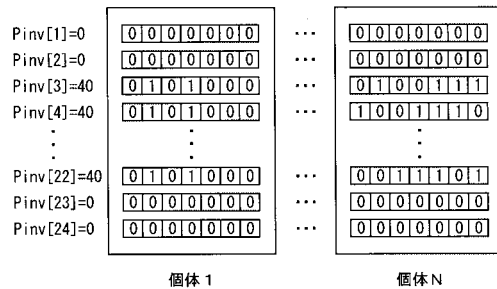 Pinv[1]=0 0 0 0 0 0 0 0 ··· 0 0 0 0 0 0 0
Pinv[2]=0 0 0 0 0 0 0 0 ··· 0 0 0 0 0 0 0
Pinv[3]=40 0 1 0 1 0 0 0 ··· 0 1 0 0 1 1 1
Pinv[4]=40 0 1 0 1 0 0 0 1 0 0 1 1 1 0
Pinv[22]=40 0 1 0 1 0 0 0 ··· 0 0 1 1 1 0 1
Pinv[23]=0 0 0 0 0 0 0 0 ··· 0 0 0 0 0 0 0
Pinv[24]=0 0 0 0 0 0 0 0 0 0 0 0 0 0 0
個体1 個体N